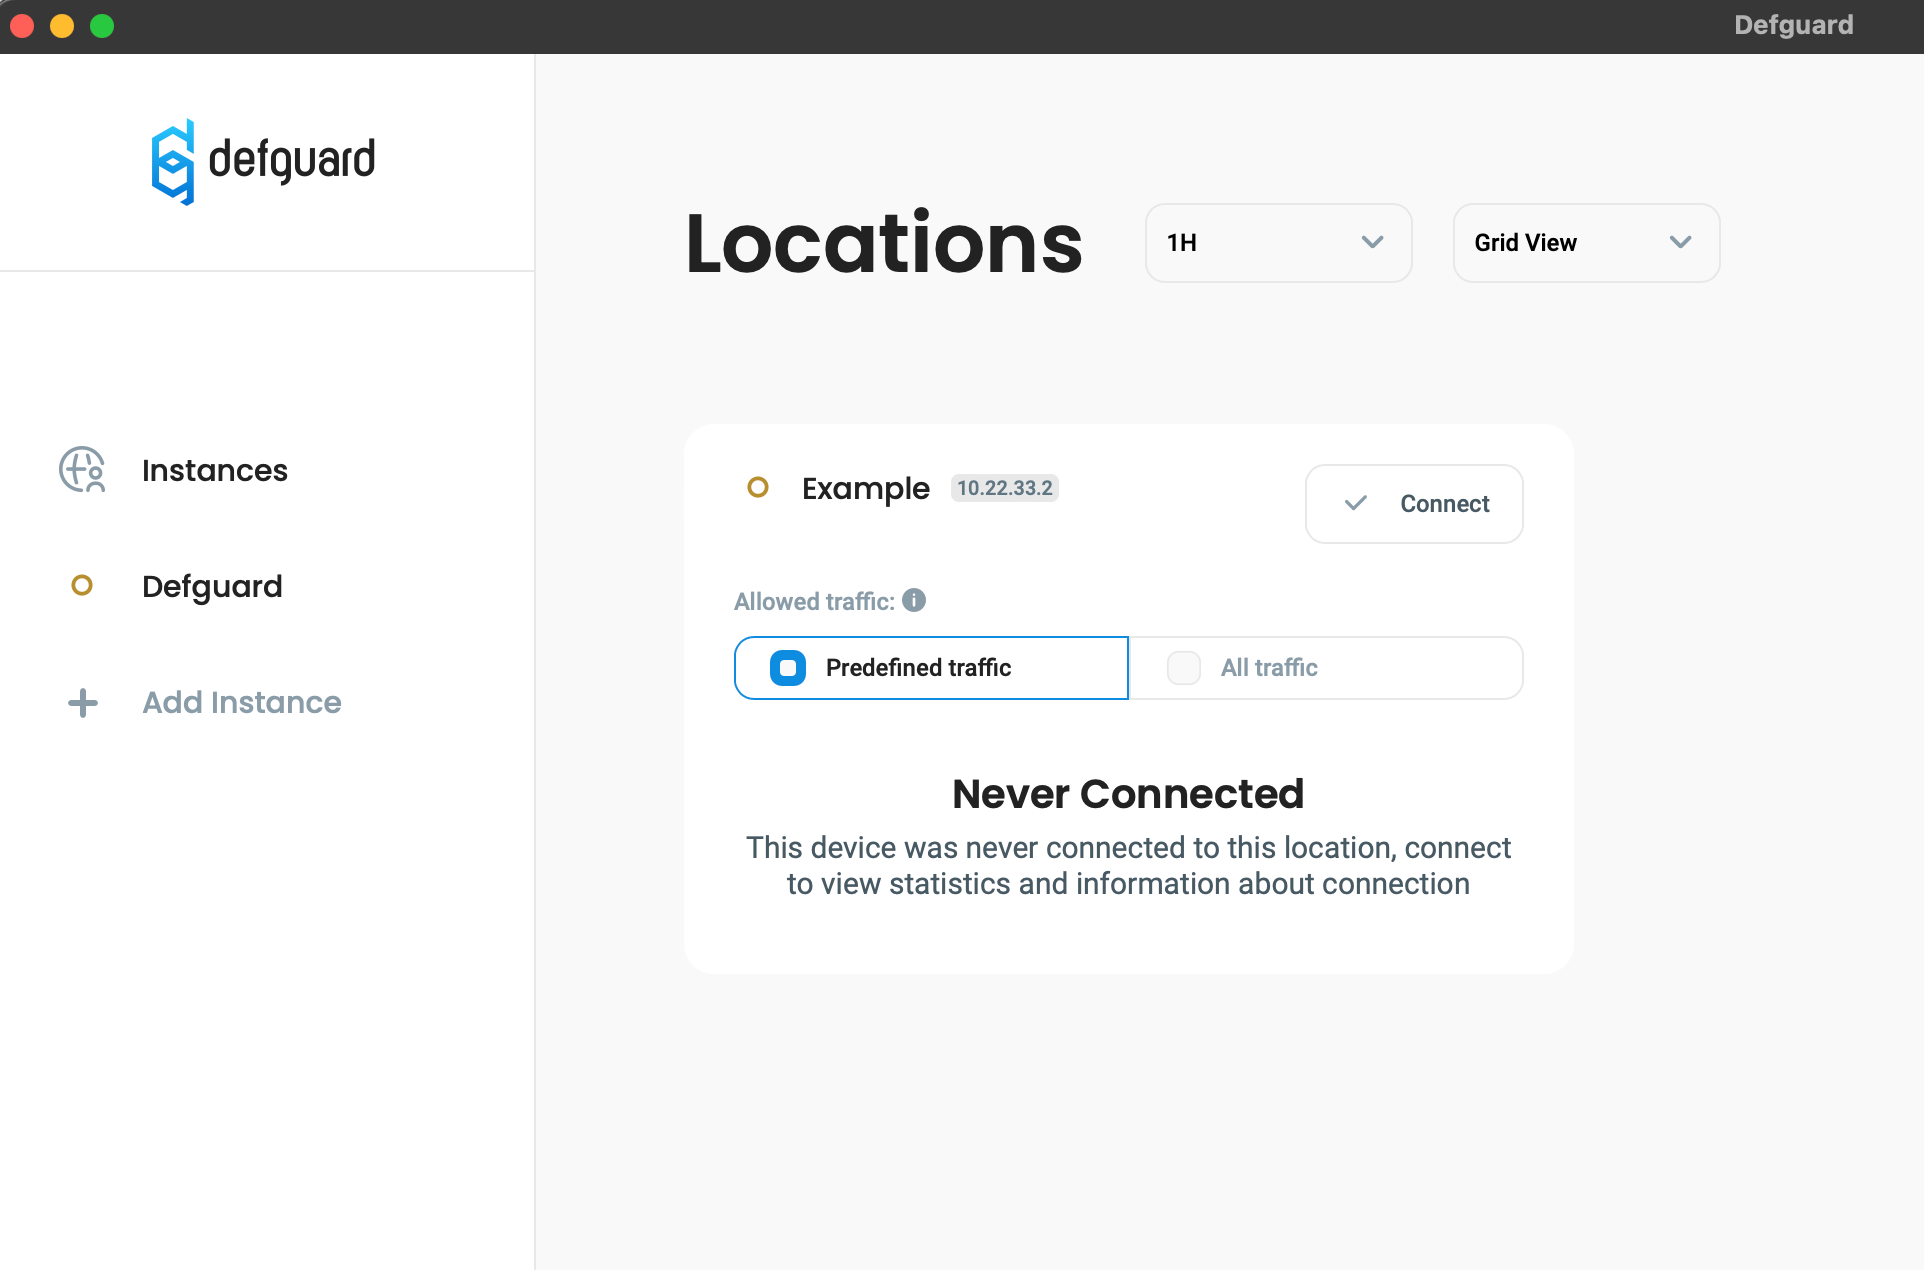 Defguard
defguard
Instances
Defguard
Add Instance
Locations
1H
Grid View
Example
10.22.33.2
Connect
Allowed traffic:
Predefined traffic
All traffic
Never Connected
This device was never connected to this location, connect
to view statistics and information about connection